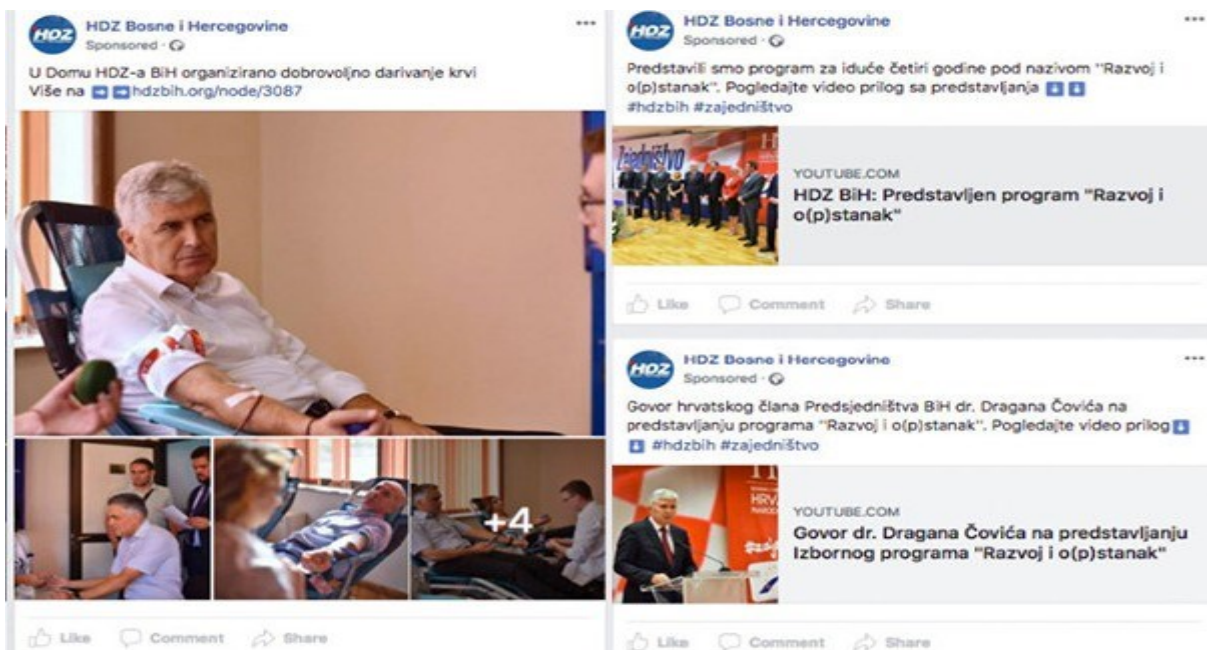 HDZ
HDZ Bosne i Hercegovine
Sponsored ·
U Domu HDZ-a BiH organizirano dobrovoljno darivanje krvi
Više na hdzbih.org/node/3087
+4
Like Comment Share
HDZ
HDZ Bosne i Hercegovine
Sponsored ·
Predstavili smo program za iduće četiri godine pod nazivom "Razvoj i
o(p)stanak". Pogledajte video prilog sa predstavljanja
#hdzbih #zajedništvo
Zajedništvo
YOUTUBE.COM
HDZ BiH: Predstavljen program "Razvoj i
o(p)stanak"
Like Comment Share
HDZ
HDZ Bosne i Hercegovine
Sponsored ·
Govor hrvatskog člana Predsjedništva BiH dr. Dragana Čovića na
predstavljanju programa "Razvoj i o(p)stanak". Pogledajte video prilog
#hdzbih #zajedništvo
YOUTUBE.COM
Govor dr. Dragana Čovića na predstavljanju
Izbornog programa "Razvoj i o(p)stanak"
Like Comment Share